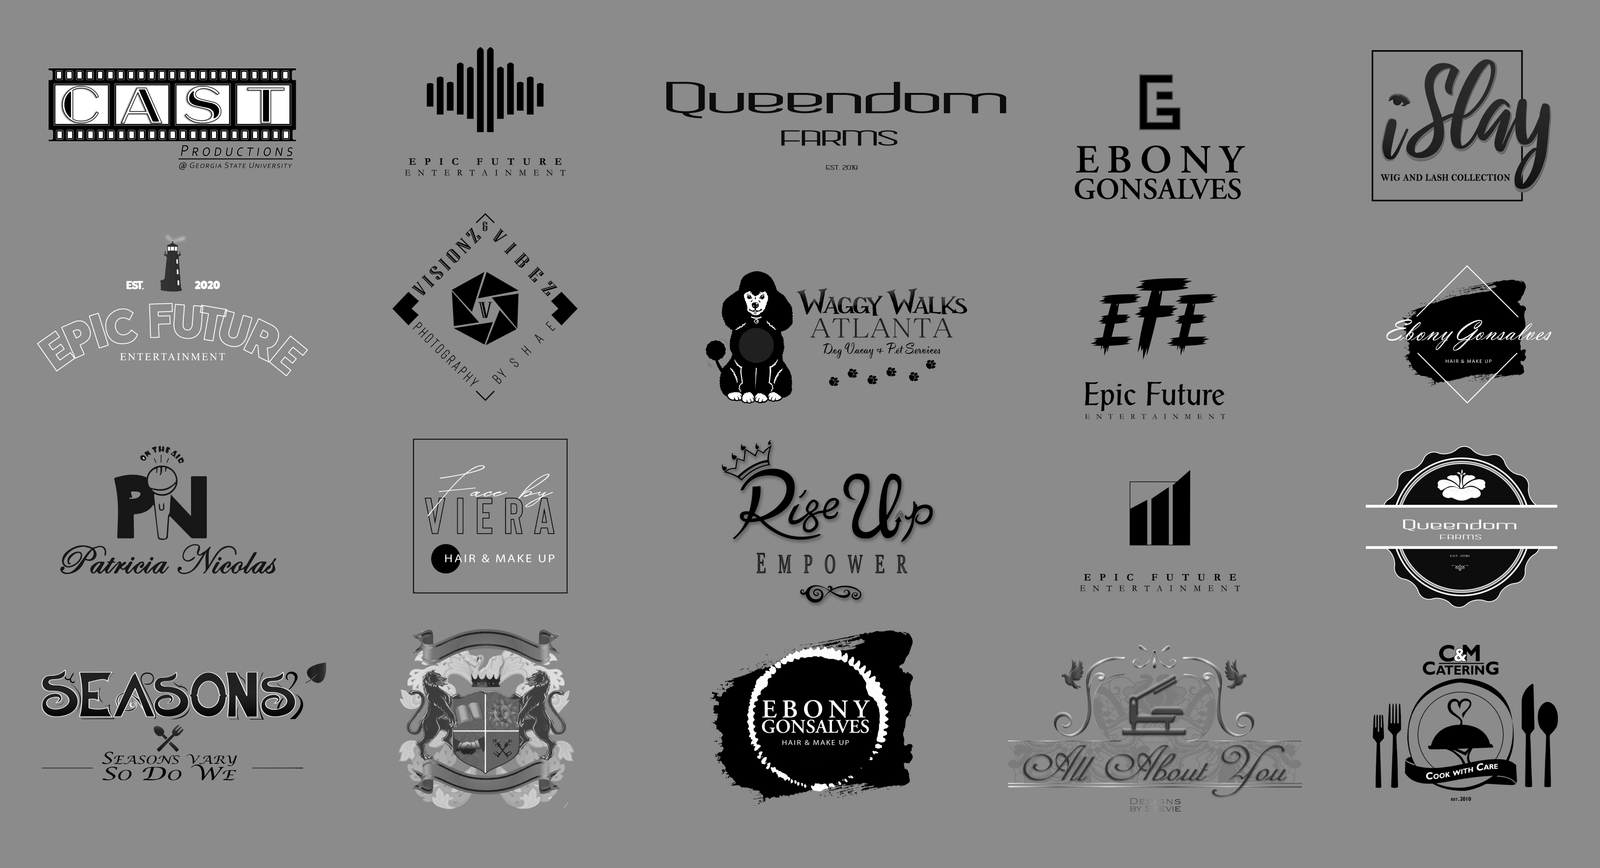 CAST
PRODUCTIONS
@ GEORGIA STATE UNIVERSITY
EPIC FUTURE
ENTERTAINMENT
Queendom
FARMS
EST. 2019
EG
EBONY
GONSALVES
iSlay
WIG AND LASH COLLECTION
EST. 2020
EPIC FUTURE
ENTERTAINMENT
VISIONZ & VIBEZ
V
PHOTOGRAPHY - BY SHAE
WAGGY WALKS
ATLANTA
Dog Vacay & Pet Services
EFE
Epic Future
ENTERTAINMENT
Ebony Gonsalves
HAIR & MAKE UP
ON THE AIR
PN
Patricia Nicolas
Face by
VIERA
HAIR & MAKE UP
Rise Up
EMPOWER
EPIC FUTURE
ENTERTAINMENT
Queendom
FARMS
SEASONS
SEASONS VARY
SO DO WE
EBONY
GONSALVES
HAIR & MAKE UP
All About You
DESIGNS
BY STEVIE
C&M
CATERING
COOK WITH CARE
EST. 2010